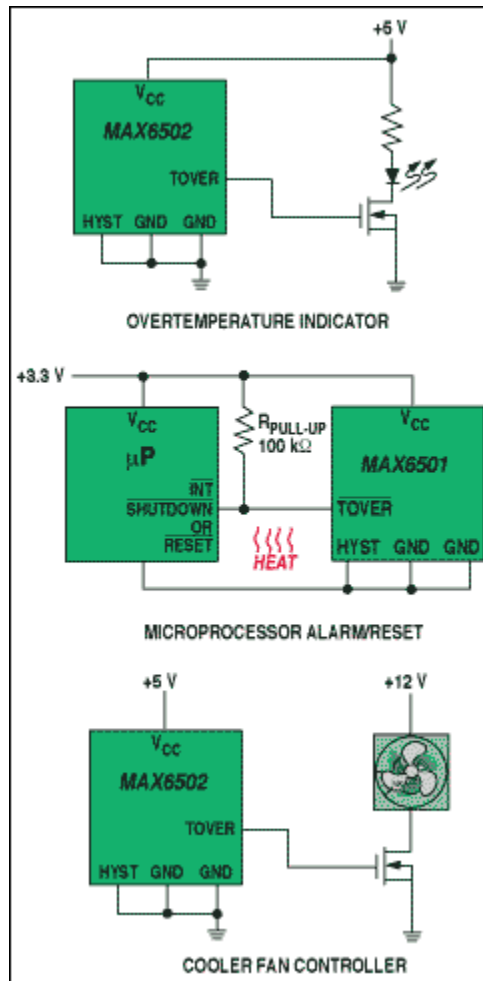 +5 V
VCC
MAX6502
TOVER
HYST GND GND
OVERTEMPERATURE INDICATOR
+3.3 V
VCC
μP
INT
SHUTDOWN
OR
RESET
RPULL-UP
100 kΩ
VCC
MAX6501
TOVER
HYST GND GND
HEAT
MICROPROCESSOR ALARM/RESET
+5 V
+12 V
VCC
MAX6502
TOVER
HYST GND GND
COOLER FAN CONTROLLER